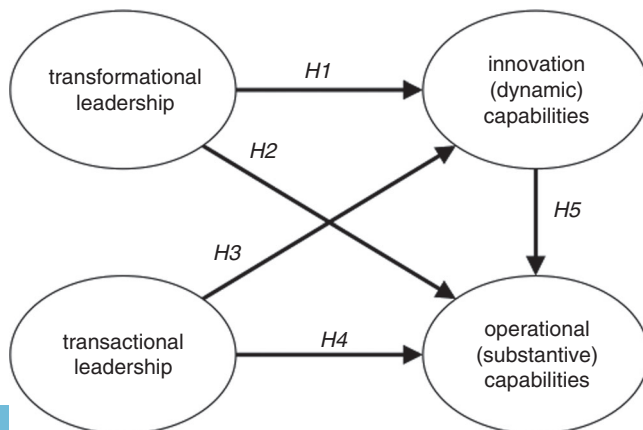 transformational
leadership
H1
innovation
(dynamic)
capabilities
H2
H5
H3
transactional
leadership
H4
operational
(substantive)
capabilities